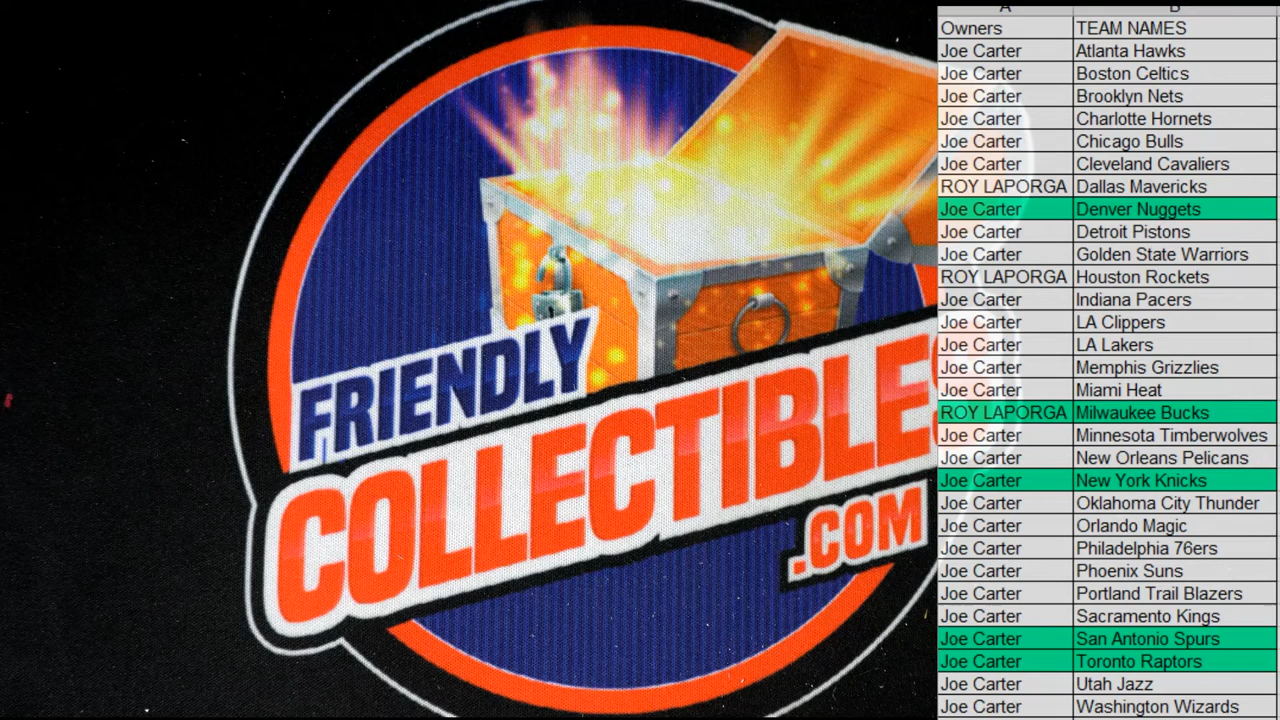 FRIENDLY
COLLECTIBLES
.COM
A B
Owners TEAM NAMES
Joe Carter Atlanta Hawks
Joe Carter Boston Celtics
Joe Carter Brooklyn Nets
Joe Carter Charlotte Hornets
Joe Carter Chicago Bulls
Joe Carter Cleveland Cavaliers
ROY LAPORGA Dallas Mavericks
Joe Carter Denver Nuggets
Joe Carter Detroit Pistons
Joe Carter Golden State Warriors
ROY LAPORGA Houston Rockets
Joe Carter Indiana Pacers
Joe Carter LA Clippers
Joe Carter LA Lakers
Joe Carter Memphis Grizzlies
Joe Carter Miami Heat
ROY LAPORGA Milwaukee Bucks
Joe Carter Minnesota Timberwolves
Joe Carter New Orleans Pelicans
Joe Carter New York Knicks
Joe Carter Oklahoma City Thunder
Joe Carter Orlando Magic
Joe Carter Philadelphia 76ers
Joe Carter Phoenix Suns
Joe Carter Portland Trail Blazers
Joe Carter Sacramento Kings
Joe Carter San Antonio Spurs
Joe Carter Toronto Raptors
Joe Carter Utah Jazz
Joe Carter Washington Wizards